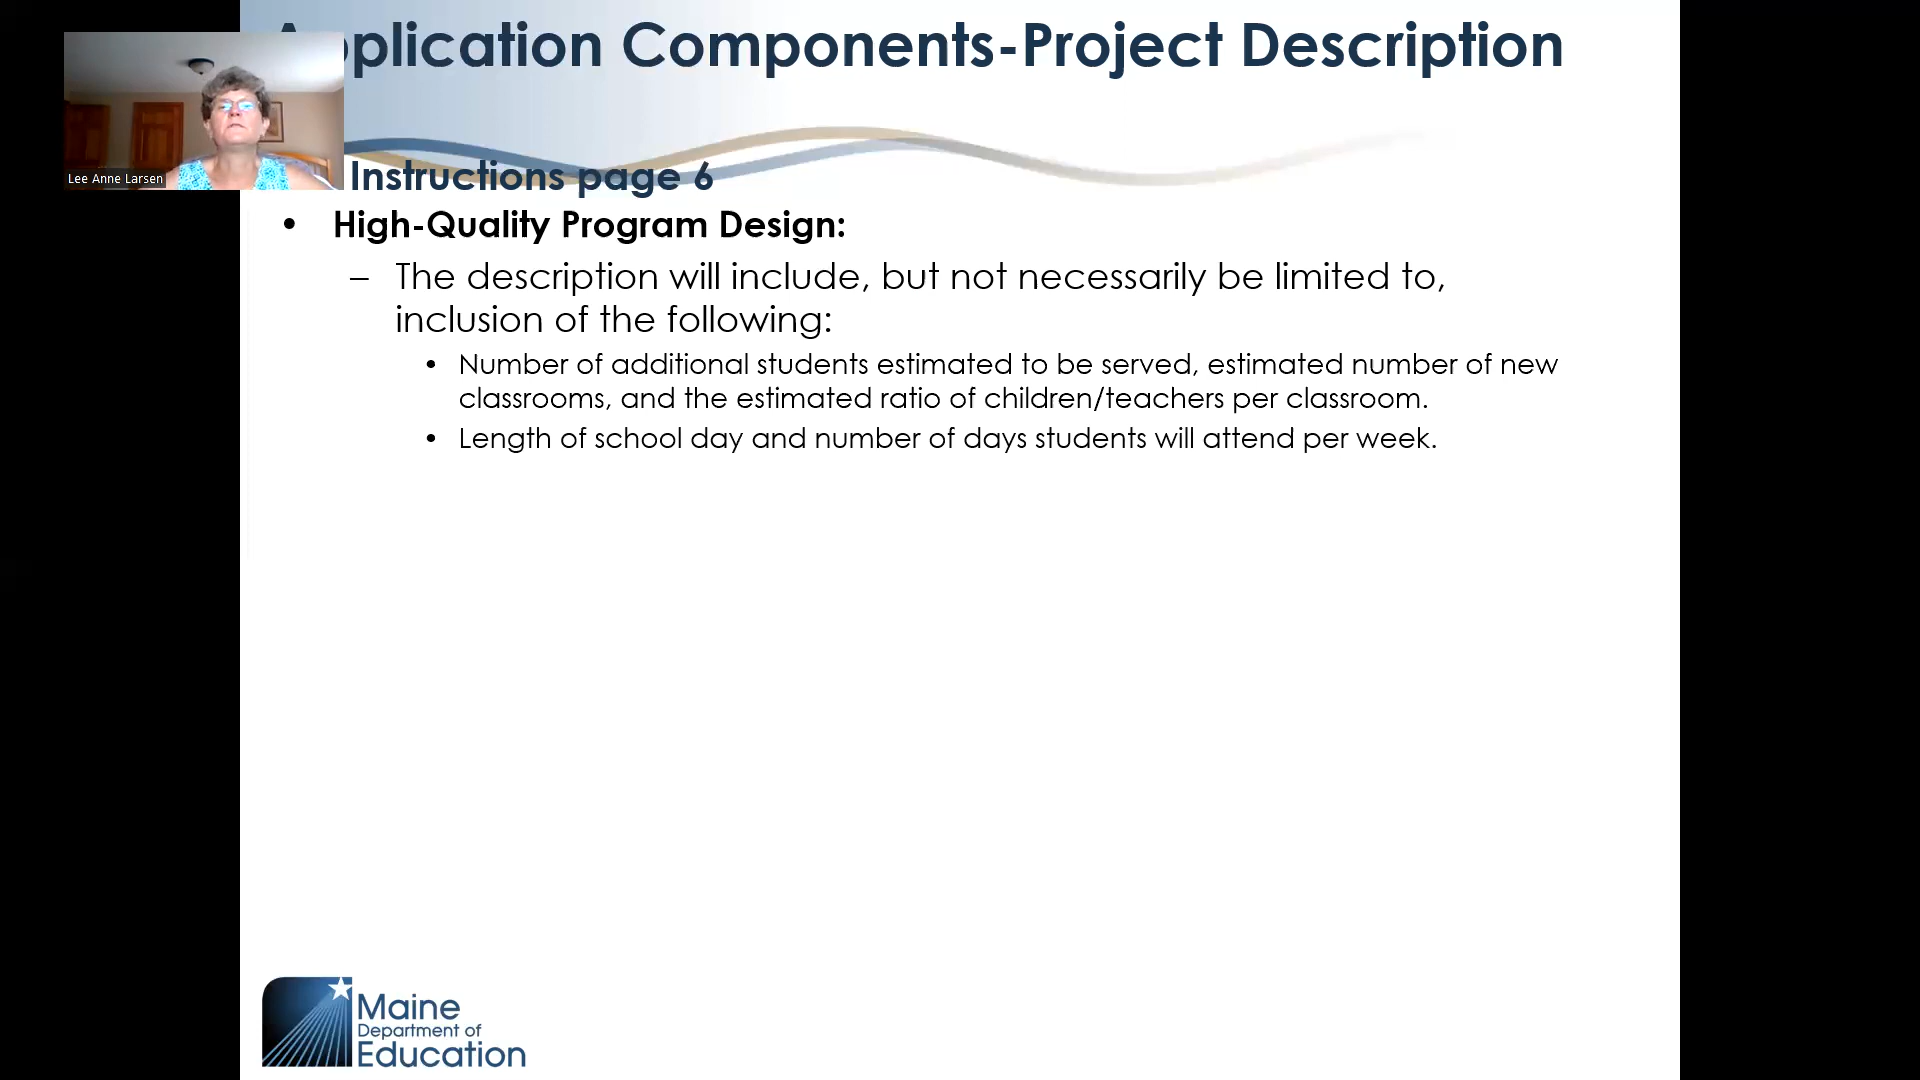 Application Components-Project Description
Lee Anne Larsen
Instructions page 6
• High-Quality Program Design:
– The description will include, but not necessarily be limited to,
inclusion of the following:
• Number of additional students estimated to be served, estimated number of new
classrooms, and the estimated ratio of children/teachers per classroom.
• Length of school day and number of days students will attend per week.
Maine
Department of
Education